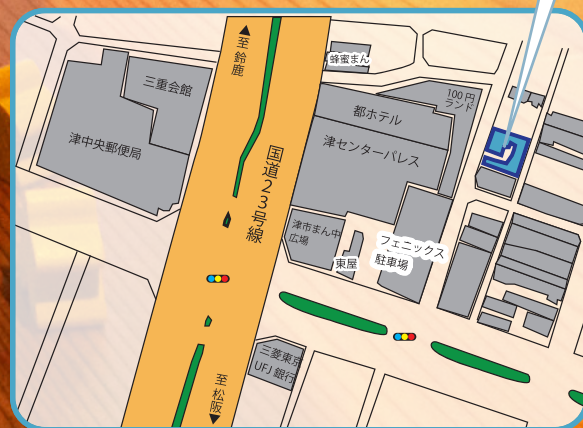 ▲至鈴鹿
蜂蜜まん
三重会館
100円
ランド
都ホテル
津センターパレス
津中央郵便局
国道23号線
津市まん中
広場
フェニックス
駐車場
東屋
三菱東京
UFJ 銀行
至松阪▼